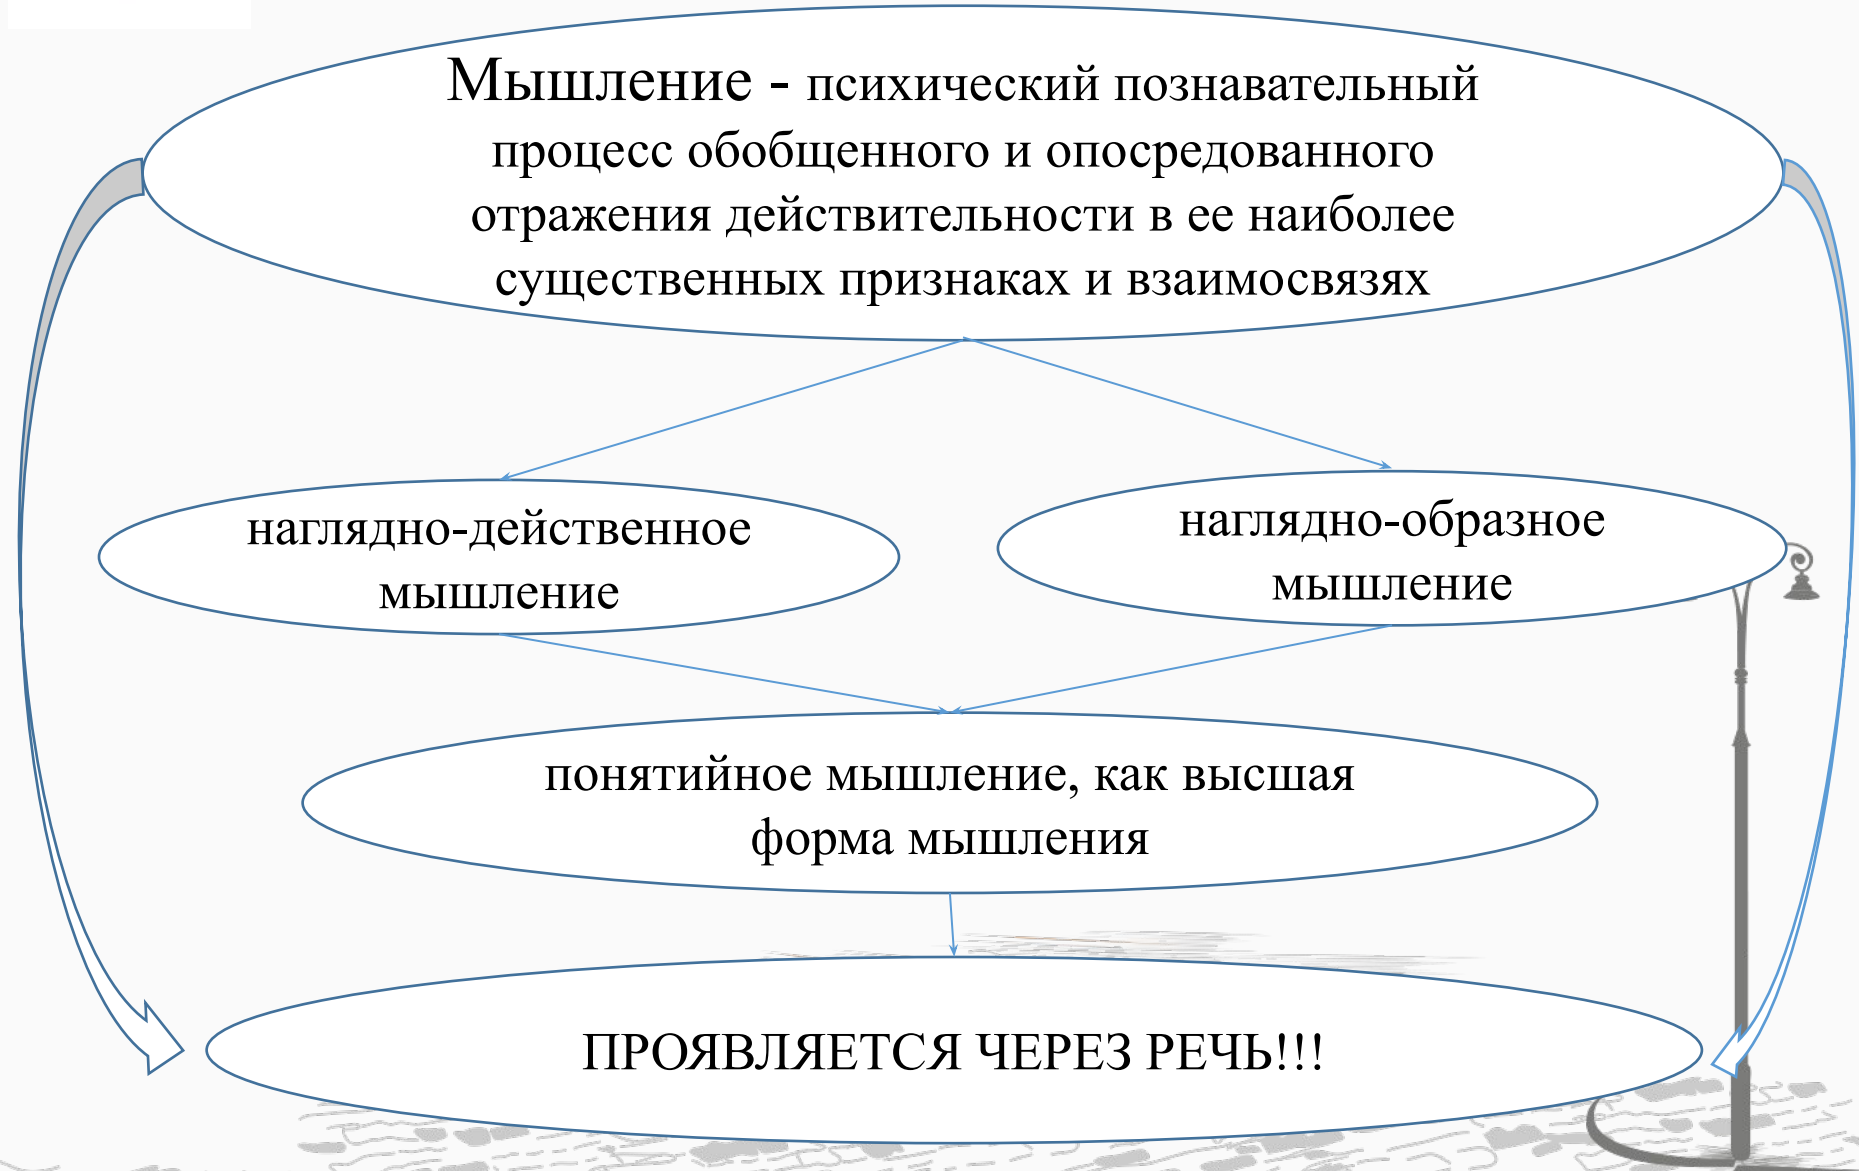 Мышление - психический познавательный
процесс обобщенного и опосредованного
отражения действительности в ее наиболее
существенных признаках и взаимосвязях
наглядно-действенное
мышление
наглядно-образное
мышление
понятийное мышление, как высшая
форма мышления
ПРОЯВЛЯЕТСЯ ЧЕРЕЗ РЕЧЬ!!!